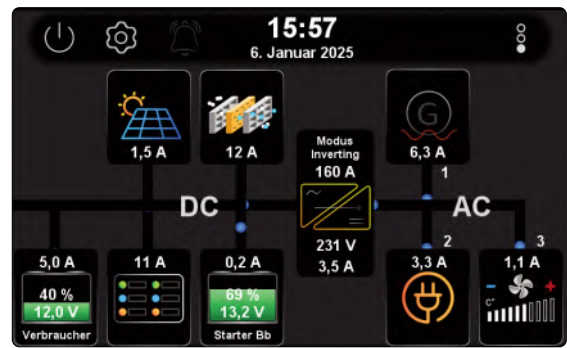 15:57
6. Januar 2025
1,5 A
12 A
Modus
Inverting
160 A
231 V
3,5 A
G
6,3 A
1
DC
AC
5,0 A
40 %
12,0 V
Verbraucher
11 A
0,2 A
69 %
13,2 V
Starter Bb
2
3,3 A
3
1,1 A
- +
C°